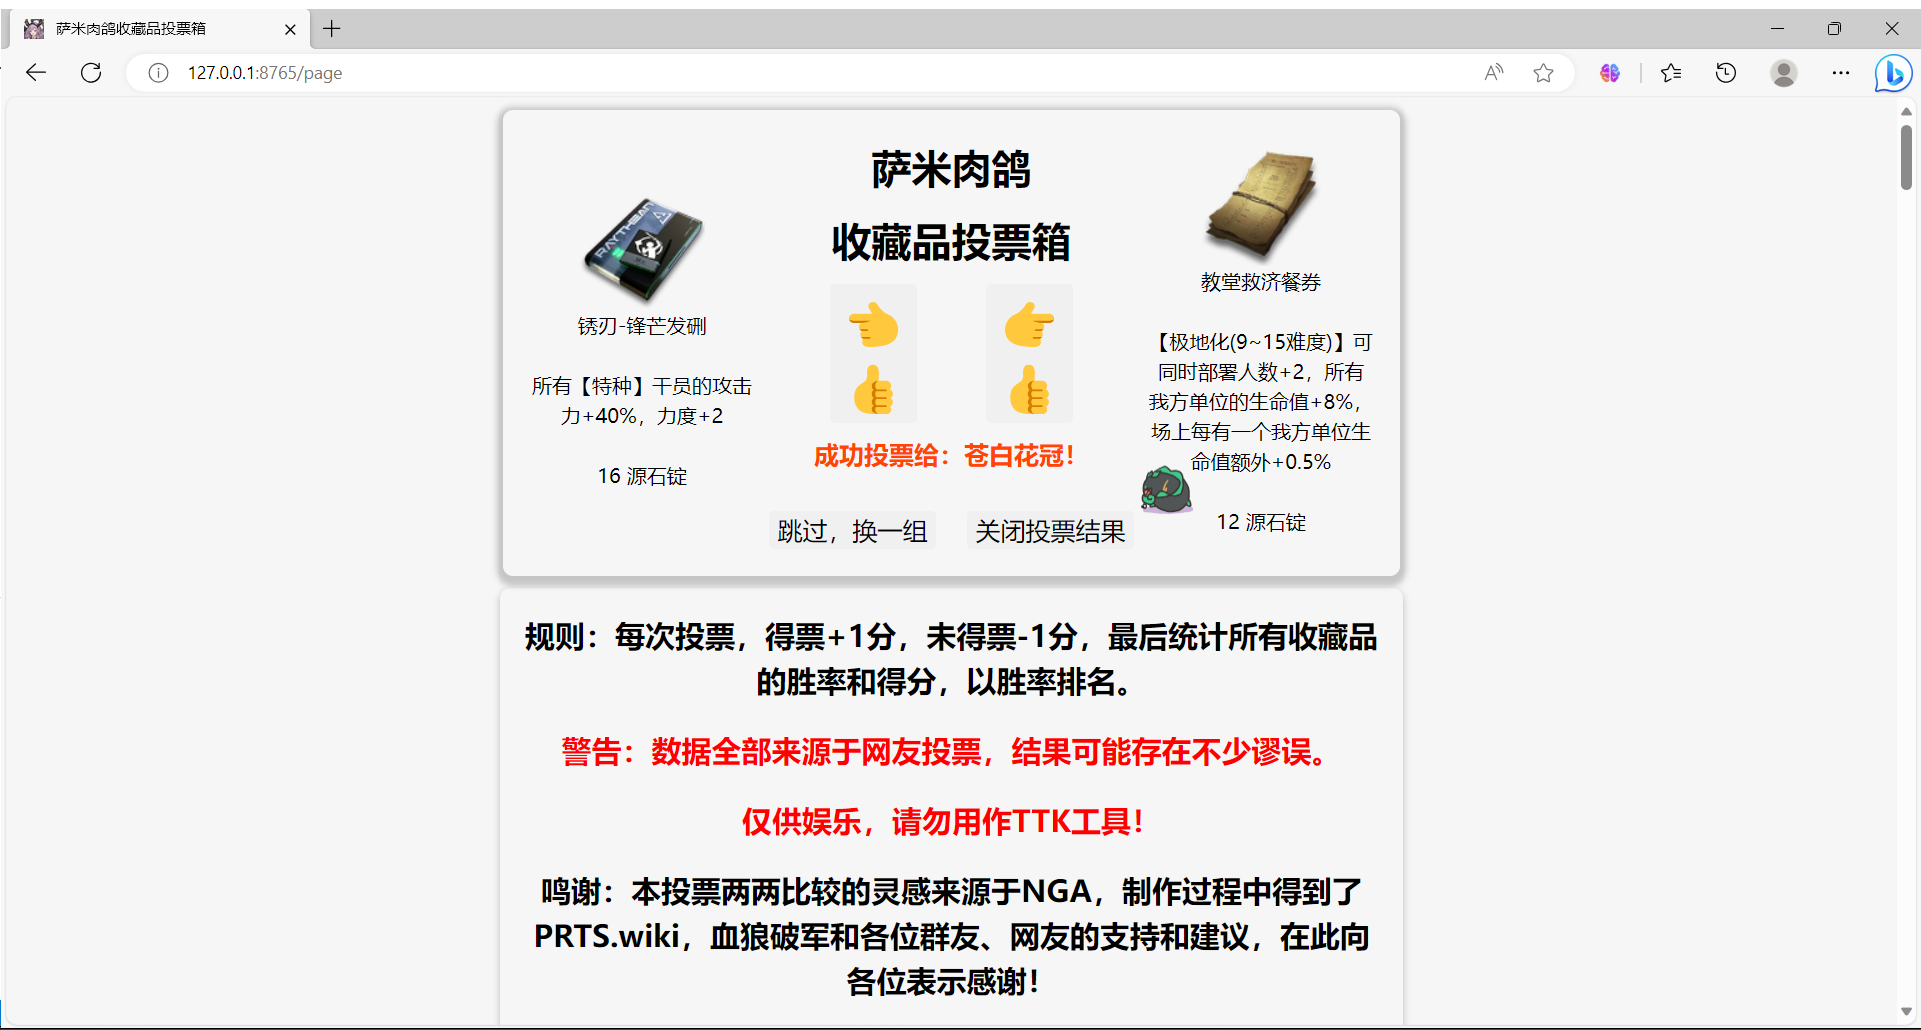 萨米肉鸽收藏品投票箱
127.0.0.1:8765/page
萨米肉鸽
收藏品投票箱
RAYTHEAN
锈刃-锋芒发硎
所有【特种】干员的攻击
力+40%，力度+2
16 源石锭
成功投票给：苍白花冠！
跳过，换一组
关闭投票结果
教堂救济餐券
【极地化(9~15难度)】可
同时部署人数+2，所有
我方单位的生命值+8%，
场上每有一个我方单位生
命值额外+0.5%
12 源石锭
规则：每次投票，得票+1分，未得票-1分，最后统计所有收藏品
的胜率和得分，以胜率排名。
警告：数据全部来源于网友投票，结果可能存在不少谬误。
仅供娱乐，请勿用作TTK工具！
鸣谢：本投票两两比较的灵感来源于NGA，制作过程中得到了
PRTS.wiki，血狼破军和各位群友、网友的支持和建议，在此向
各位表示感谢！